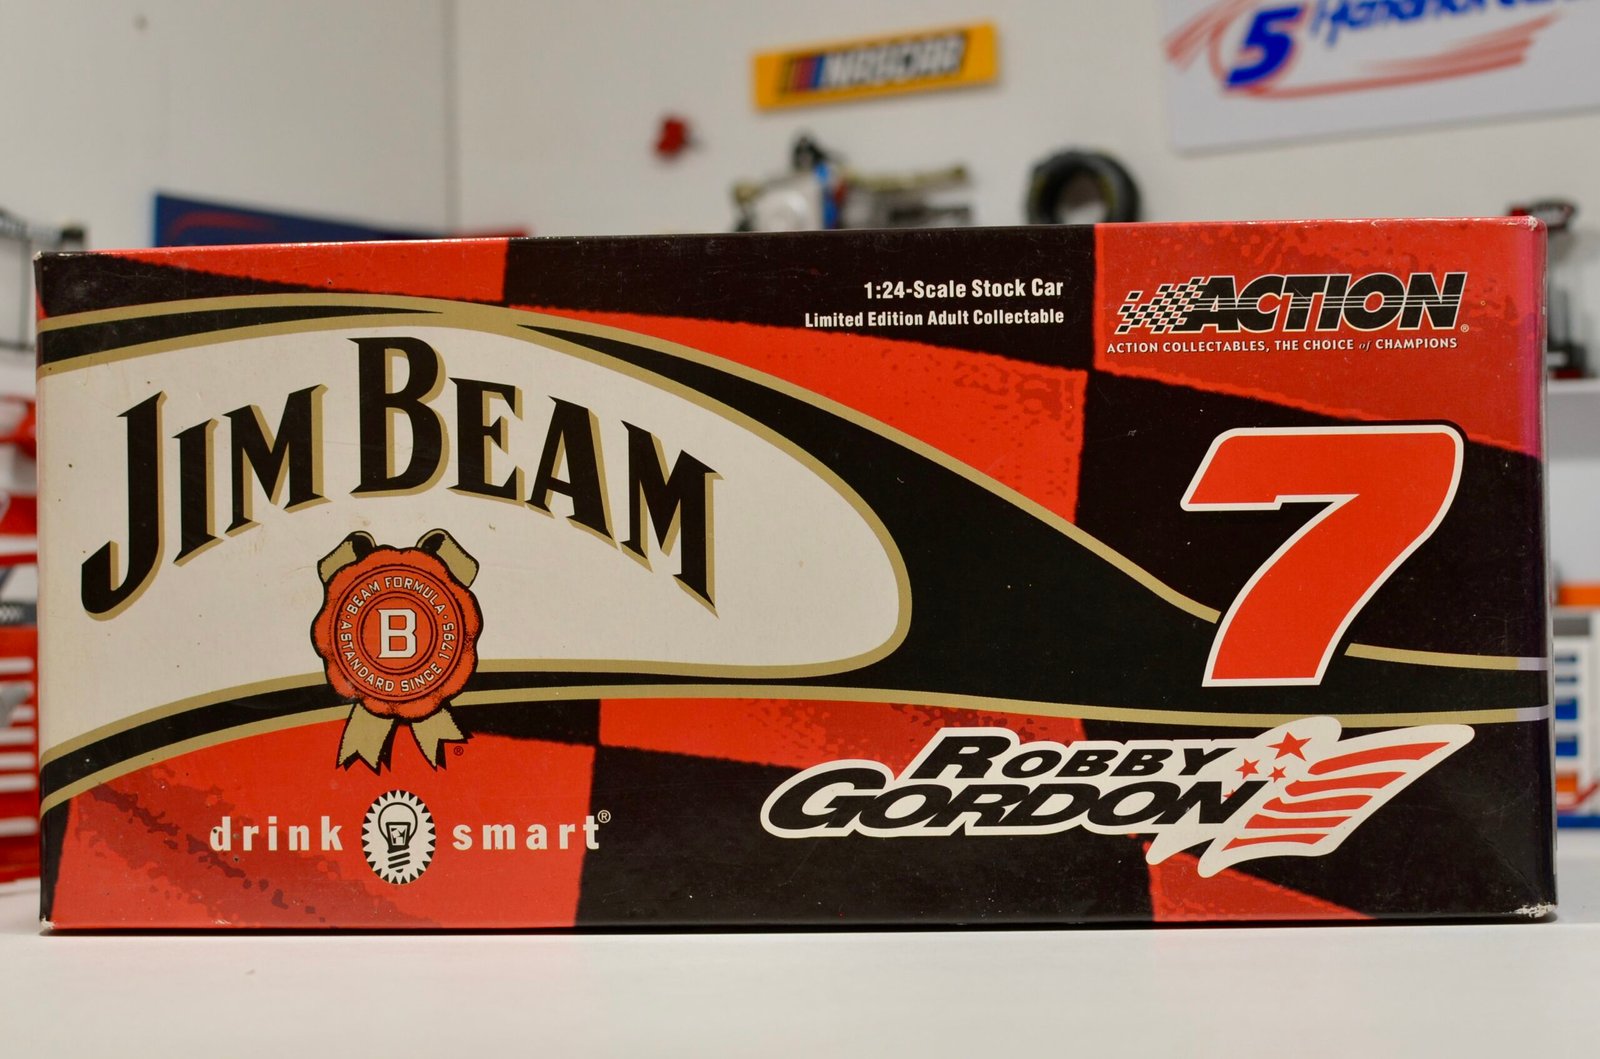 NASCAR
5
1:24-Scale Stock Car
Limited Edition Adult Collectable
ACTION®
ACTION COLLECTABLES, THE CHOICE of CHAMPIONS
JIM BEAM
BEAM FORMULA
B
A STANDARD SINCE 1795
®
7
ROBBY
GORDON
drink smart®